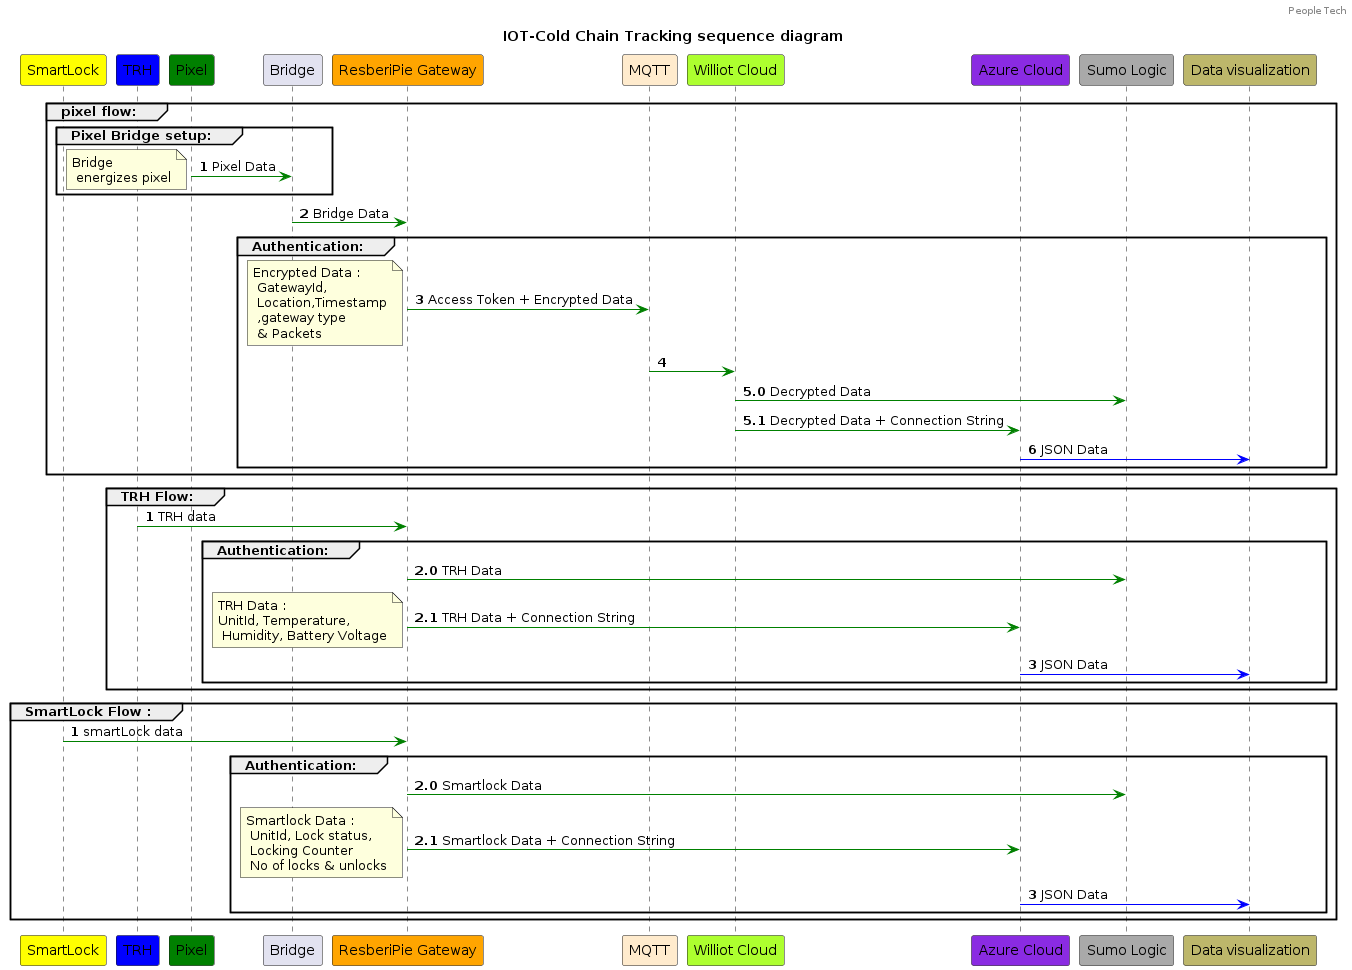 People Tech
IOT-Cold Chain Tracking sequence diagram
SmartLock TRH Pixel Bridge ResberiPie Gateway MQTT Williot Cloud Azure Cloud Sumo Logic Data visualization
pixel flow:
Pixel Bridge setup:
Bridge
energizes pixel
1 Pixel Data
2 Bridge Data
Authentication:
Encrypted Data :
GatewayId,
Location,Timestamp
,gateway type
& Packets
3 Access Token + Encrypted Data
4
5.0 Decrypted Data
5.1 Decrypted Data + Connection String
6 JSON Data
TRH Flow:
1 TRH data
Authentication:
2.0 TRH Data
TRH Data :
UnitId, Temperature,
Humidity, Battery Voltage
2.1 TRH Data + Connection String
3 JSON Data
SmartLock Flow :
1 smartLock data
Authentication:
2.0 Smartlock Data
Smartlock Data :
UnitId, Lock status,
Locking Counter
No of locks & unlocks
2.1 Smartlock Data + Connection String
3 JSON Data
SmartLock TRH Pixel Bridge ResberiPie Gateway MQTT Williot Cloud Azure Cloud Sumo Logic Data visualization